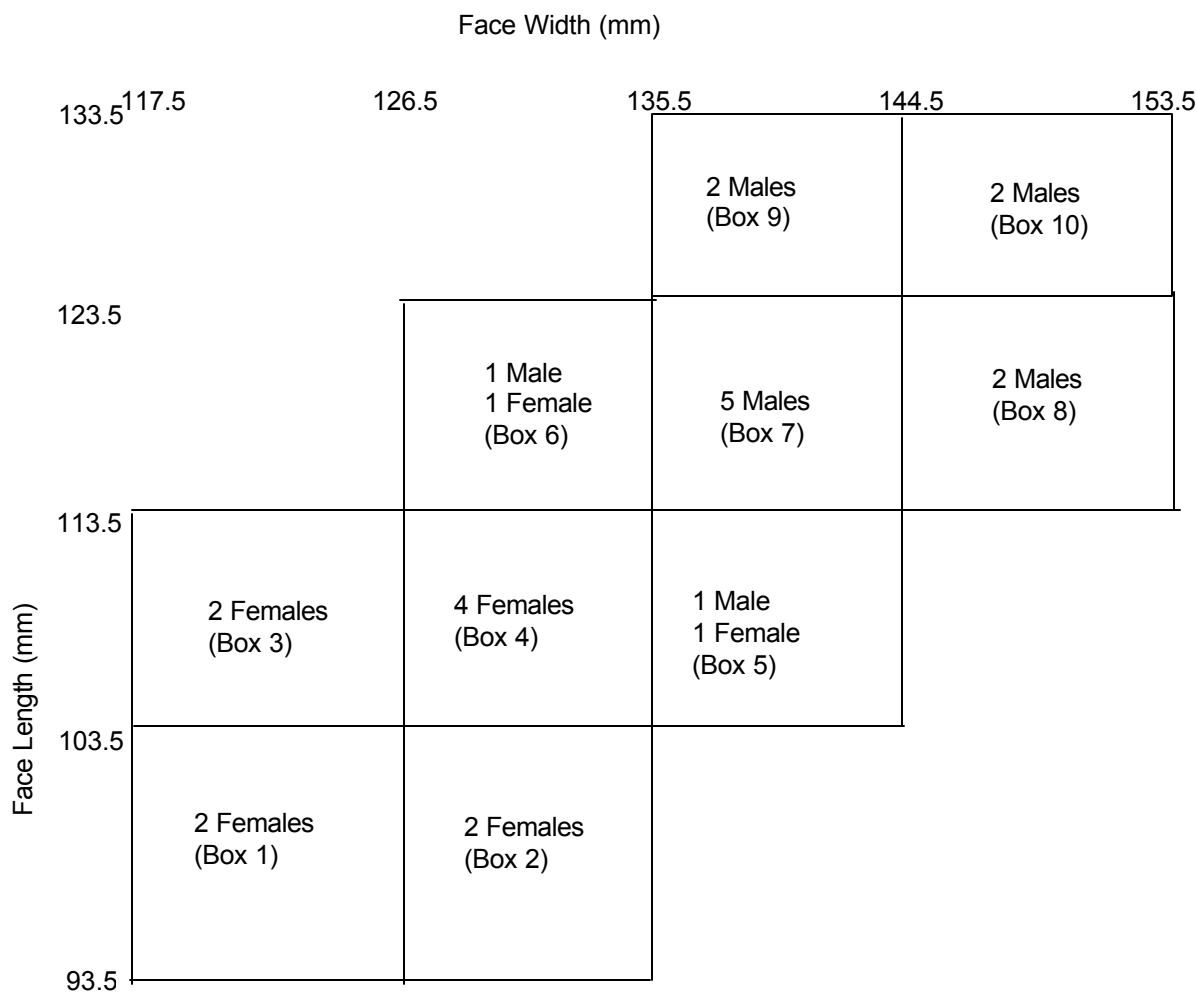 Face Width (mm)
117.5 126.5 135.5 144.5 153.5
133.5
2 Males
(Box 9)
2 Males
(Box 10)
123.5
1 Male
1 Female
(Box 6)
5 Males
(Box 7)
2 Males
(Box 8)
113.5
2 Females
(Box 3)
4 Females
(Box 4)
1 Male
1 Female
(Box 5)
Face Length (mm)
103.5
2 Females
(Box 1)
2 Females
(Box 2)
93.5